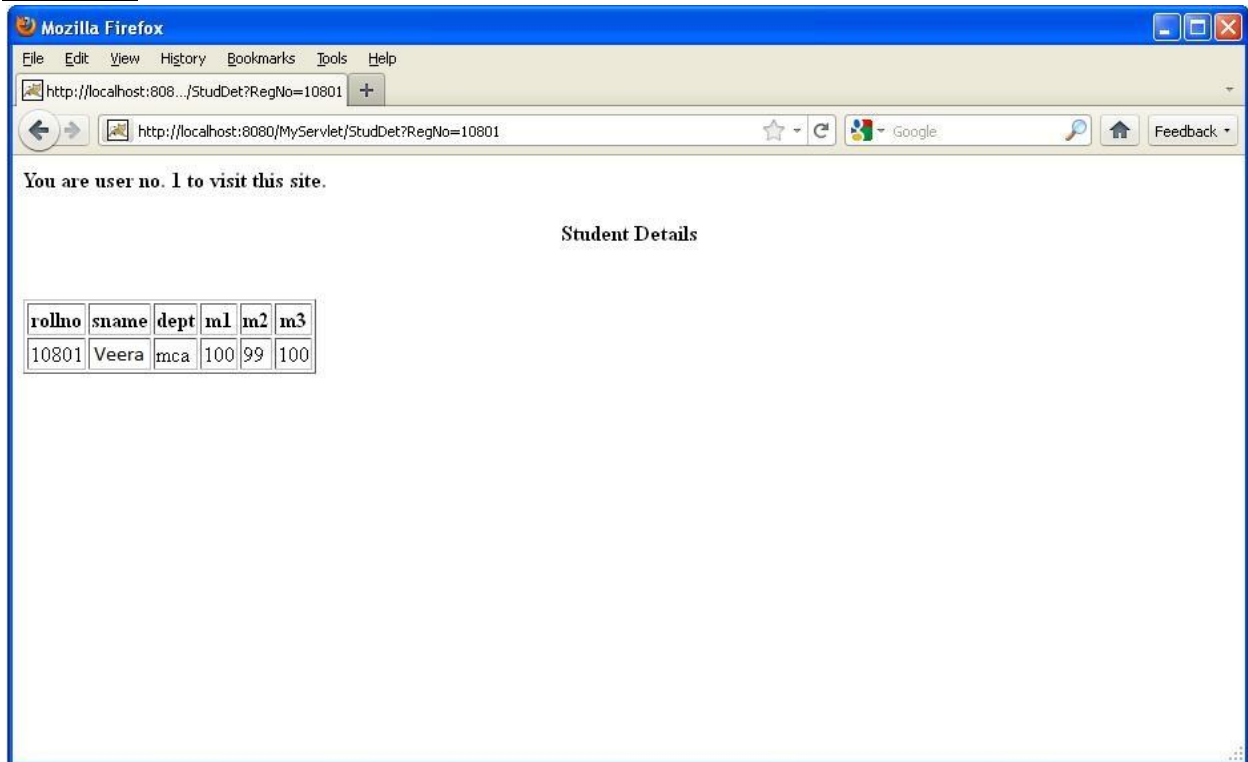 Mozilla Firefox
File Edit View History Bookmarks Tools Help
http://localhost:808.../StudDet?RegNo=10801 +
http://localhost:8080/MyServlet/StudDet?RegNo=10801 Google Feedback
You are user no. 1 to visit this site.
Student Details
rollno sname dept m1 m2 m3
10801 Veera mca 100 99 100